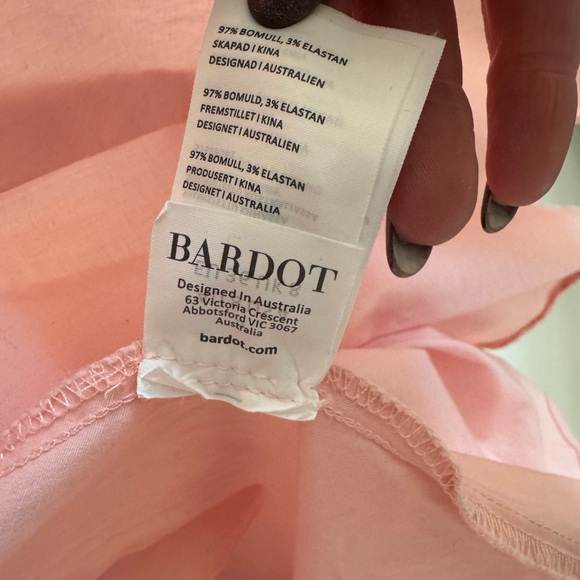 97% BOMULL, 3% ELASTAN
SKAPAD I KINA
DESIGNAD I AUSTRALIEN
97% BOMULD, 3% ELASTAN
FREMSTILLET I KINA
DESIGNET I AUSTRALIEN
97% BOMULL, 3% ELASTAN
PRODUSERT I KINA
DESIGNET I AUSTRALIA
BARDOT
Designed In Australia
63 Victoria Crescent
Abbotsford VIC 3067
Australia
bardot.com